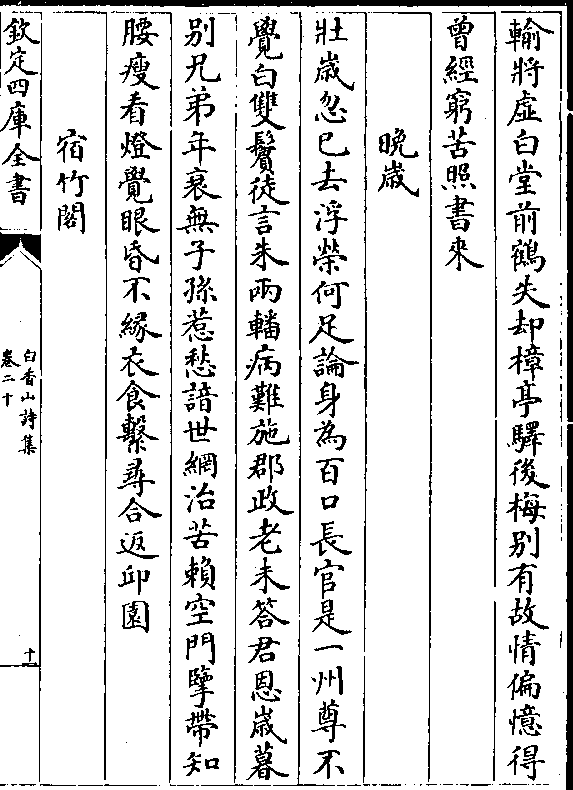 輸將虛白堂前鶴失却樟亭驛後梅别有故情偏憶得
曾經窮苦照書來
晚歲
壯歲忽已去浮榮何足論身為百口長官是一州尊不
覺白雙鬢徒言朱兩轓病難施郡政老未答君恩歲暮
别兄弟年衰無子孫惹愁諳世網治苦賴空門攣帶知
腰瘦看燈覺眼昏不緣衣食繫尋合返邱園
宿竹閣
欽定四庫全書
白香山詩集
卷二十
十一